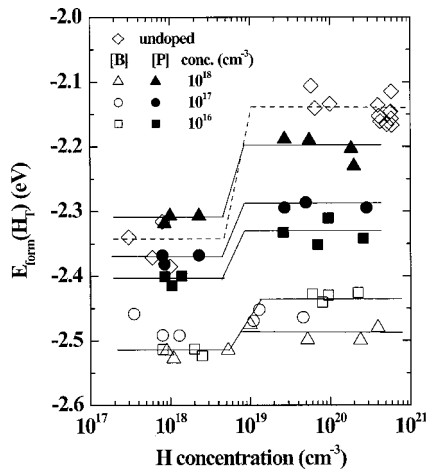 -2.0
undoped
[B] [P] conc. (cm⁻³)
10¹⁸
10¹⁷
10¹⁶
-2.1
-2.2
-2.3
-2.4
-2.5
-2.6
E_form(H_T) (eV)
10¹⁷ 10¹⁸ 10¹⁹ 10²⁰ 10²¹
H concentration (cm⁻³)